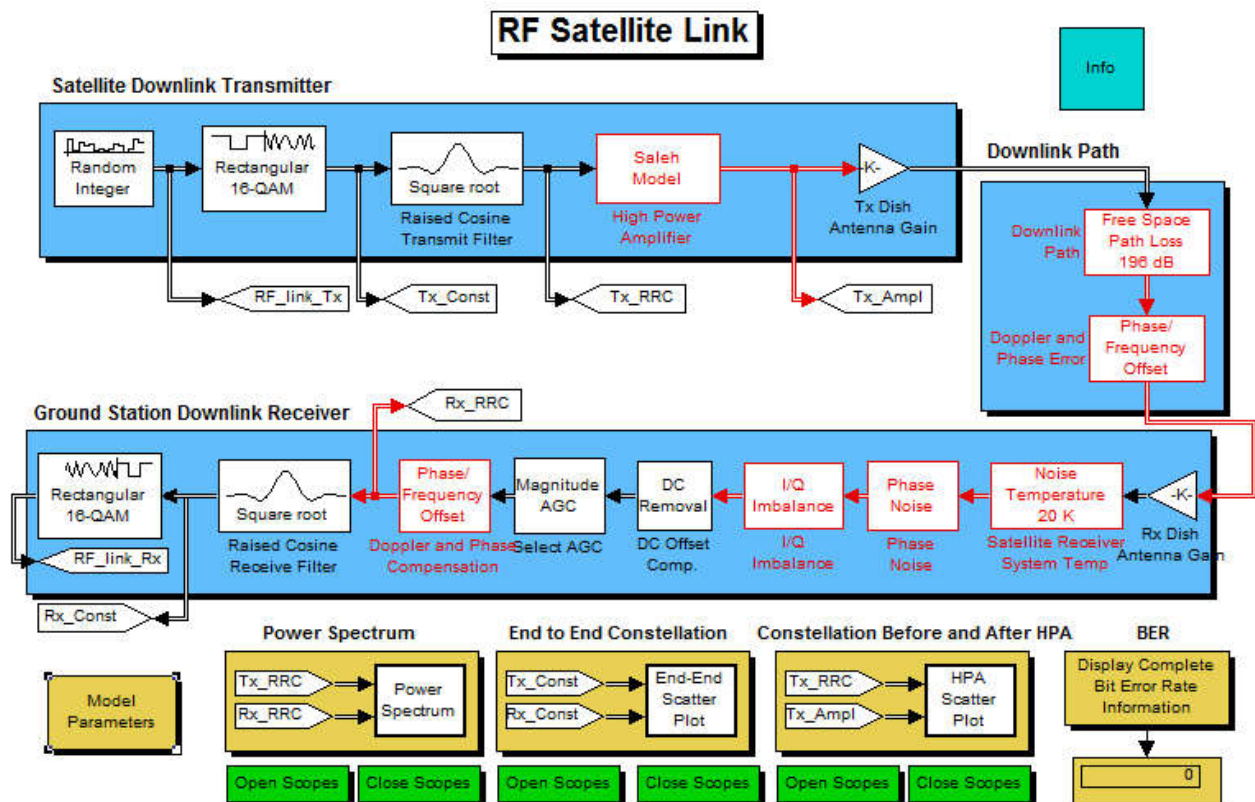 RF Satellite Link
Info
Satellite Downlink Transmitter
Random
Integer
Rectangular
16-QAM
Square root
Raised Cosine
Transmit Filter
Saleh
Model
High Power
Amplifier
-K-
Tx Dish
Antenna Gain
RF_link_Tx
Tx_Const
Tx_RRC
Tx_Ampl
Downlink Path
Downlink
Path
Free Space
Path Loss
196 dB
Doppler and
Phase Error
Phase/
Frequency
Offset
Ground Station Downlink Receiver
Rx_RRC
Rectangular
16-QAM
RF_link_Rx
Rx_Const
Square root
Raised Cosine
Receive Filter
Phase/
Frequency
Offset
Doppler and Phase
Compensation
Magnitude
AGC
Select AGC
DC
Removal
DC Offset
Comp.
I/Q
Imbalance
I/Q
Imbalance
Phase
Noise
Phase
Noise
Noise
Temperature
20 K
Satellite Receiver
System Temp
-K-
Rx Dish
Antenna Gain
Model
Parameters
Power Spectrum
Tx_RRC
Rx_RRC
Power
Spectrum
Open Scopes
Close Scopes
End to End Constellation
Tx_Const
Rx_Const
End-End
Scatter
Plot
Open Scopes
Close Scopes
Constellation Before and After HPA
Tx_RRC
Tx_Ampl
HPA
Scatter
Plot
Open Scopes
Close Scopes
BER
Display Complete
Bit Error Rate
Information
0